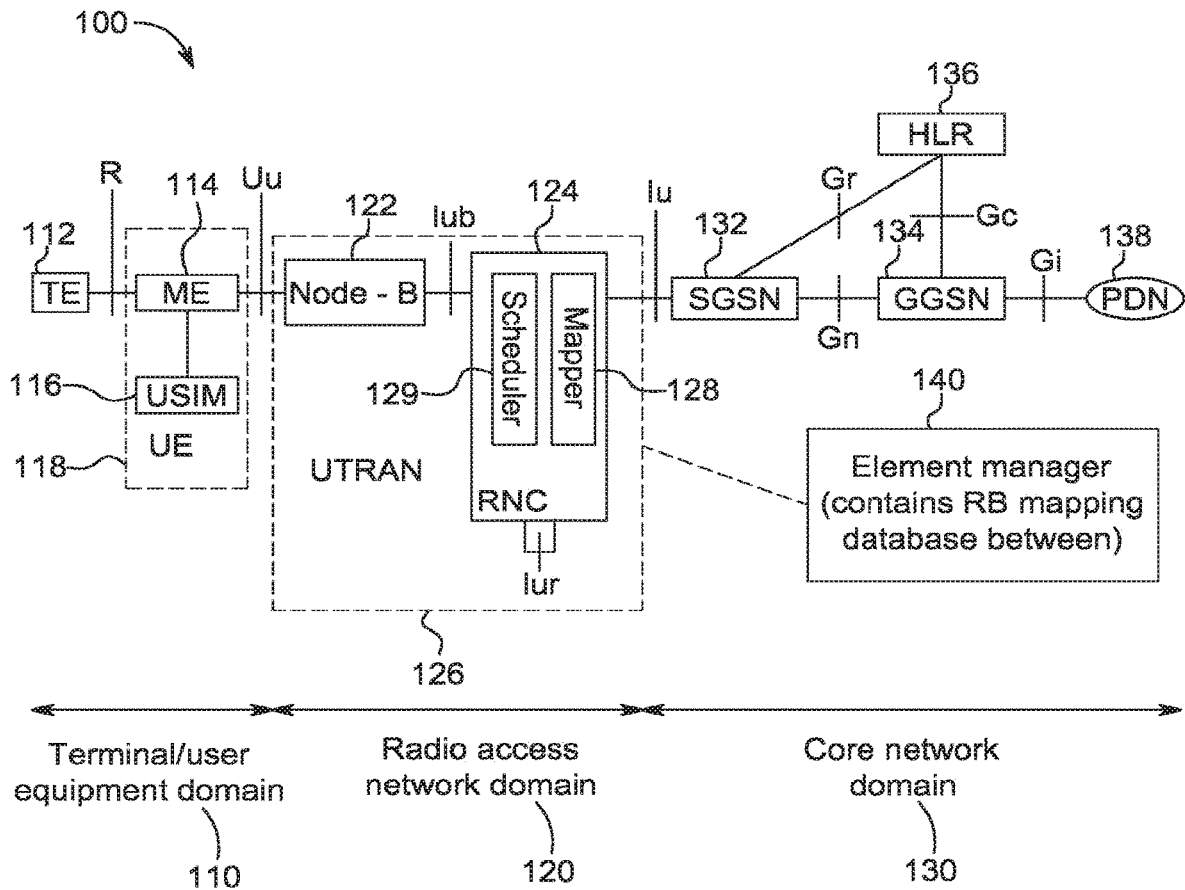 100
136
HLR
R
114
Uu
122
Iub
124
Iu
132
Gr
Gc
134
138
112
Gi
TE
ME
Node - B
Scheduler
Mapper
SGSN
GGSN
PDN
Gn
116
USIM
129
128
140
UE
118
UTRAN
RNC
Element manager
(contains RB mapping
database between)
Iur
126
Terminal/user
equipment domain
Radio access
network domain
Core network
domain
110
120
130